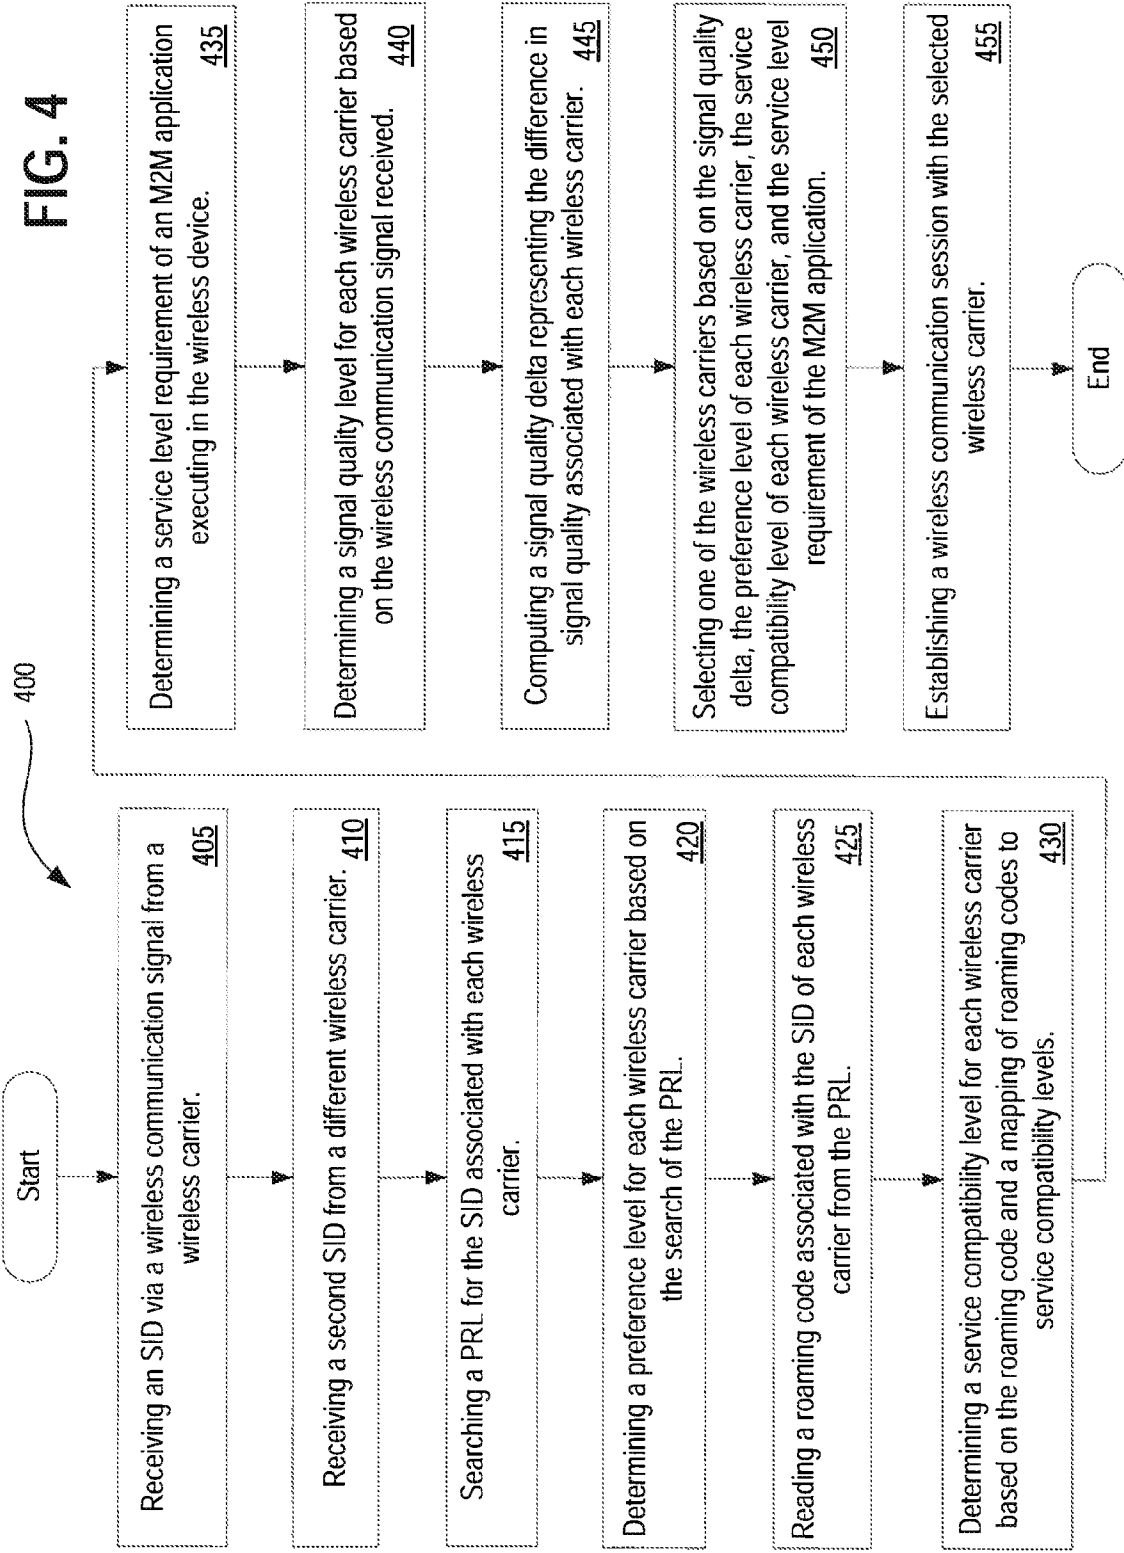 FIG. 4
400
Start
Receiving an SID via a wireless communication signal from a
wireless carrier.
405
Receiving a second SID from a different wireless carrier.
410
Searching a PRL for the SID associated with each wireless
carrier.
415
Determining a preference level for each wireless carrier based on
the search of the PRL.
420
Reading a roaming code associated with the SID of each wireless
carrier from the PRL.
425
Determining a service compatibility level for each wireless carrier
based on the roaming code and a mapping of roaming codes to
service compatibility levels.
430
Determining a service level requirement of an M2M application
executing in the wireless device.
435
Determining a signal quality level for each wireless carrier based
on the wireless communication signal received.
440
Computing a signal quality delta representing the difference in
signal quality associated with each wireless carrier.
445
Selecting one of the wireless carriers based on the signal quality
delta, the preference level of each wireless carrier, the service
compatibility level of each wireless carrier, and the service level
requirement of the M2M application.
450
Establishing a wireless communication session with the selected
wireless carrier.
455
End